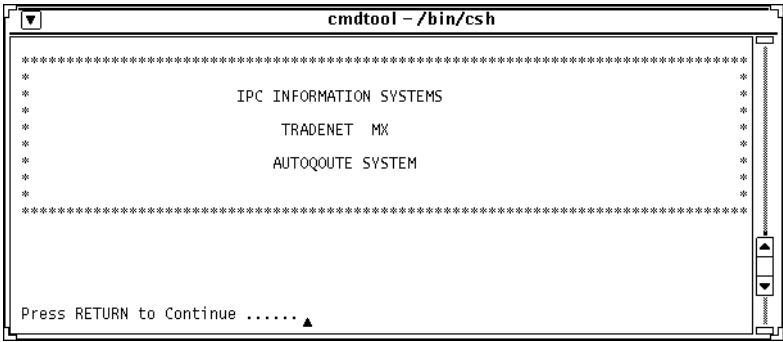 cmdtool - /bin/csh
*********************************************************************************
* *
* IPC INFORMATION SYSTEMS *
* *
* TRADENET MX *
* *
* AUTOQOUTE SYSTEM *
* *
* *
*********************************************************************************
Press RETURN to Continue ......